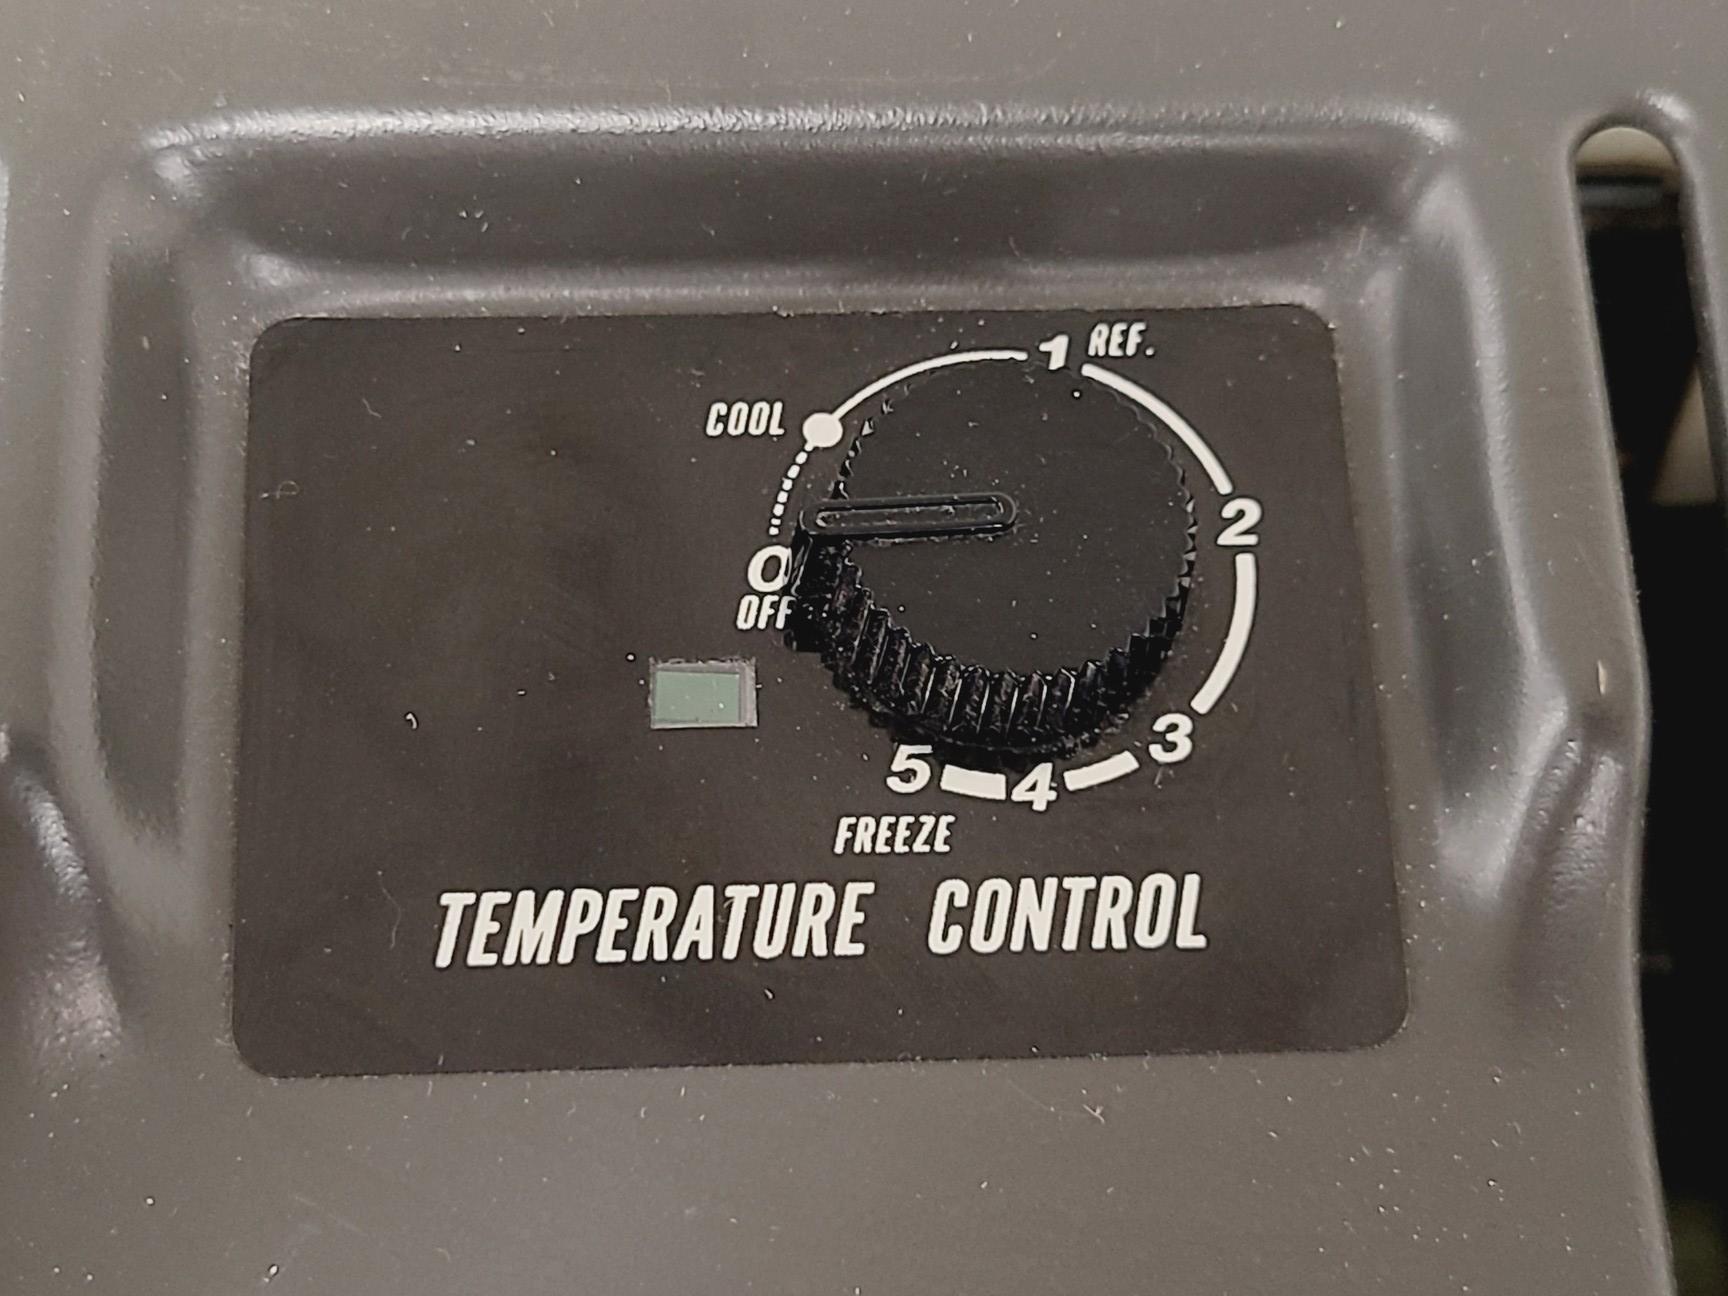 1 REF.
COOL
2
0
OFF
3
5 4
FREEZE
TEMPERATURE CONTROL